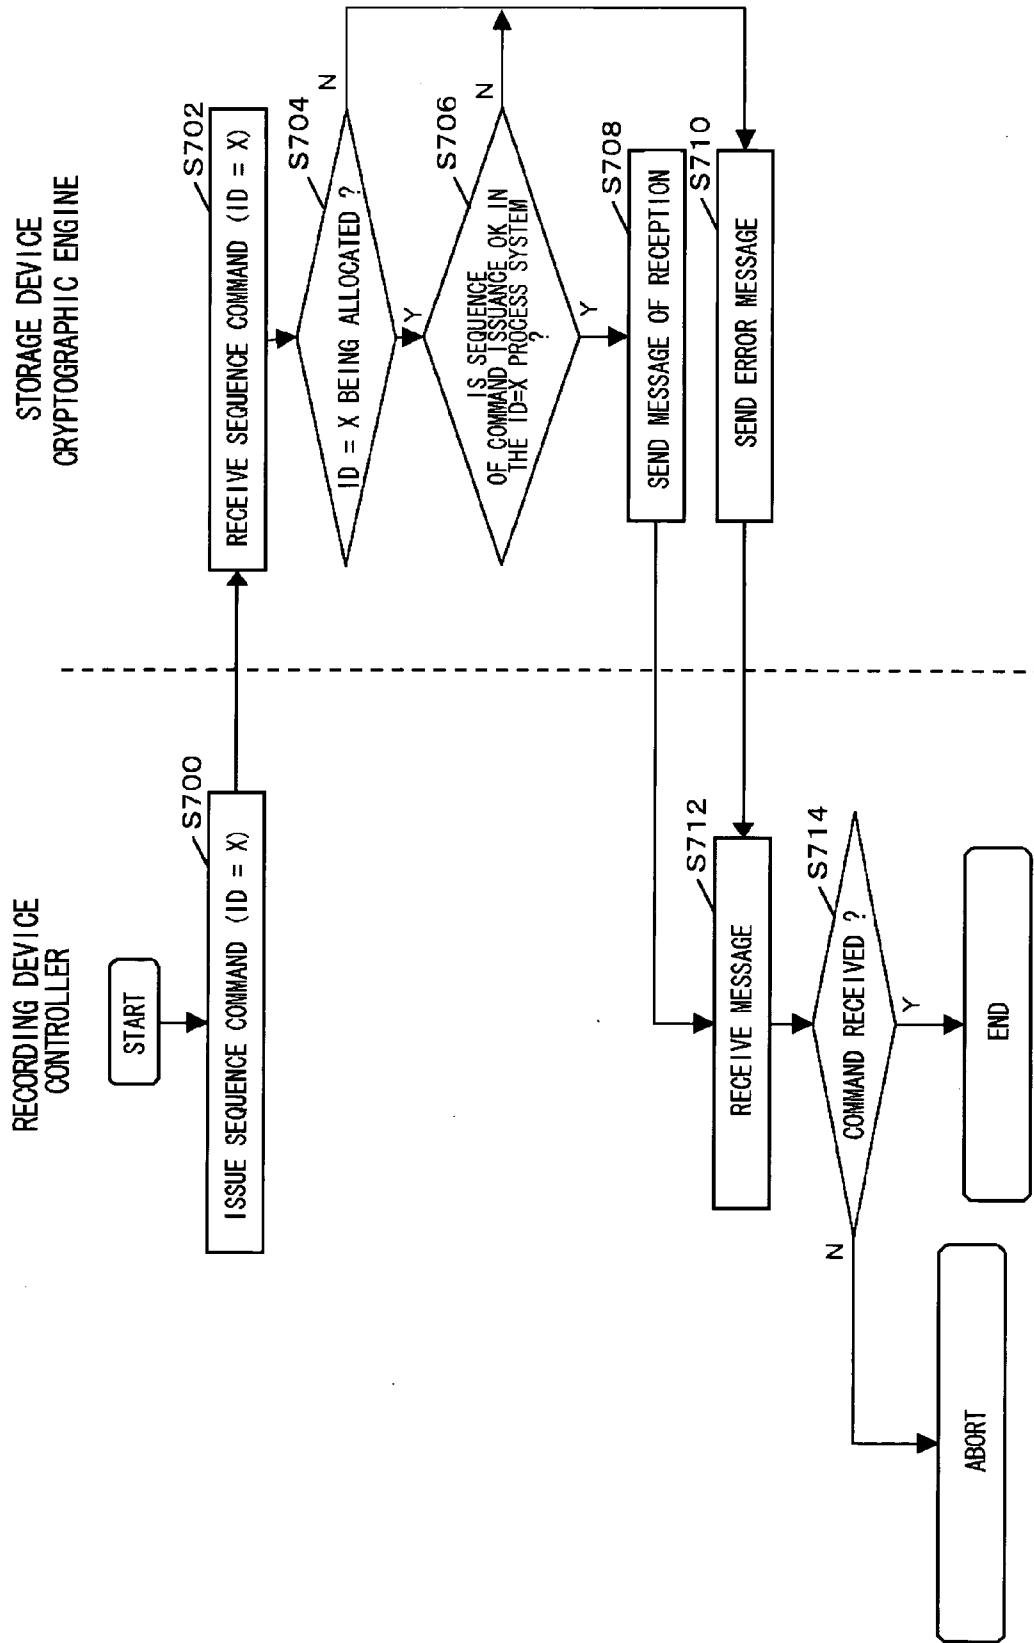 RECORDING DEVICE
CONTROLLER
STORAGE DEVICE
CRYPTOGRAPHIC ENGINE
START
S700
ISSUE SEQUENCE COMMAND (ID = X)
S702
RECEIVE SEQUENCE COMMAND (ID = X)
S704
ID = X BEING ALLOCATED ?
N
Y
S706
IS SEQUENCE
OF COMMAND ISSUANCE OK IN
THE ID=X PROCESS SYSTEM
?
N
Y
S708
SEND MESSAGE OF RECEPTION
S710
SEND ERROR MESSAGE
S712
RECEIVE MESSAGE
S714
COMMAND RECEIVED ?
N
Y
ABORT
END